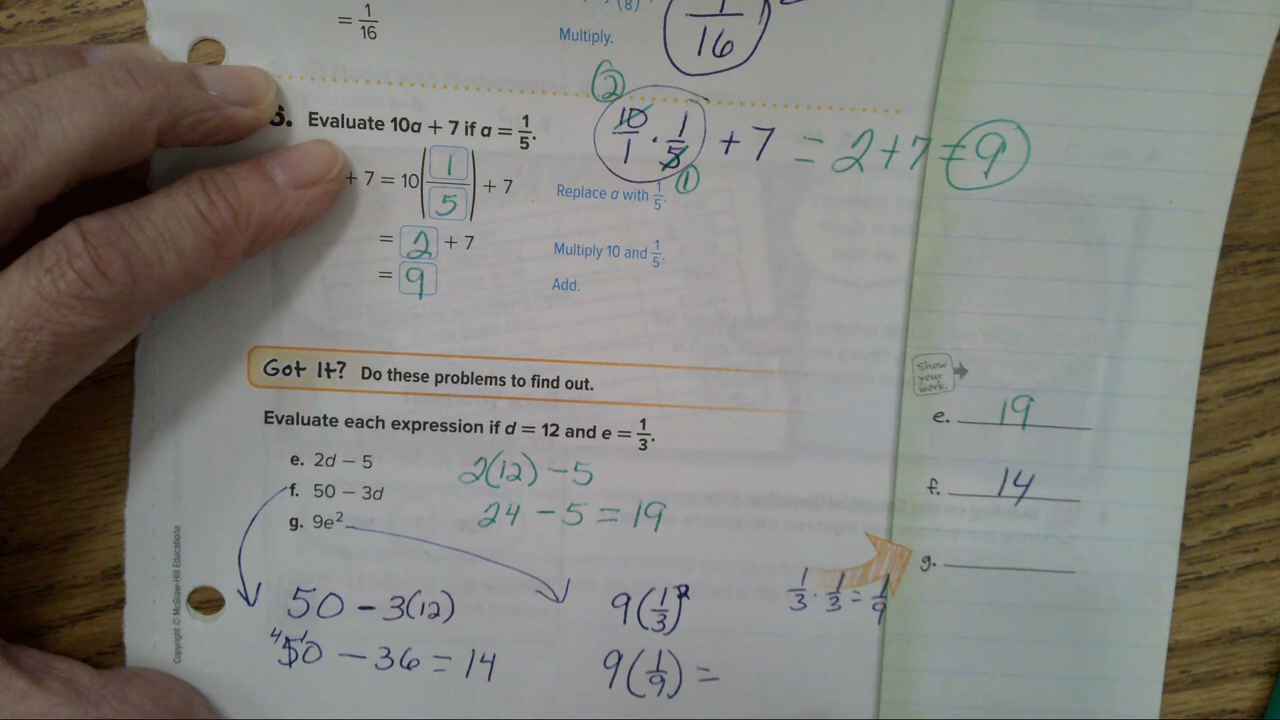 = 1/16
Multiply.
1/16
Evaluate 10a + 7 if a = 1/5.
10/1 · 1/5 + 7 = 2 + 7 = 9
2
1
+ 7 = 10(1/5) + 7
Replace a with 1/5.
= 2 + 7
Multiply 10 and 1/5.
= 9
Add.
Got It? Do these problems to find out.
Show your work
Evaluate each expression if d = 12 and e = 1/3.
e. 19
e. 2d – 5
2(12) – 5
f. 50 – 3d
24 – 5 = 19
f. 14
g. 9e²
g.
50 – 3(12)
9(1/3)²
1/3 · 1/3 = 1/9
50 – 36 = 14
9(1/9) =
Copyright © McGraw-Hill Education